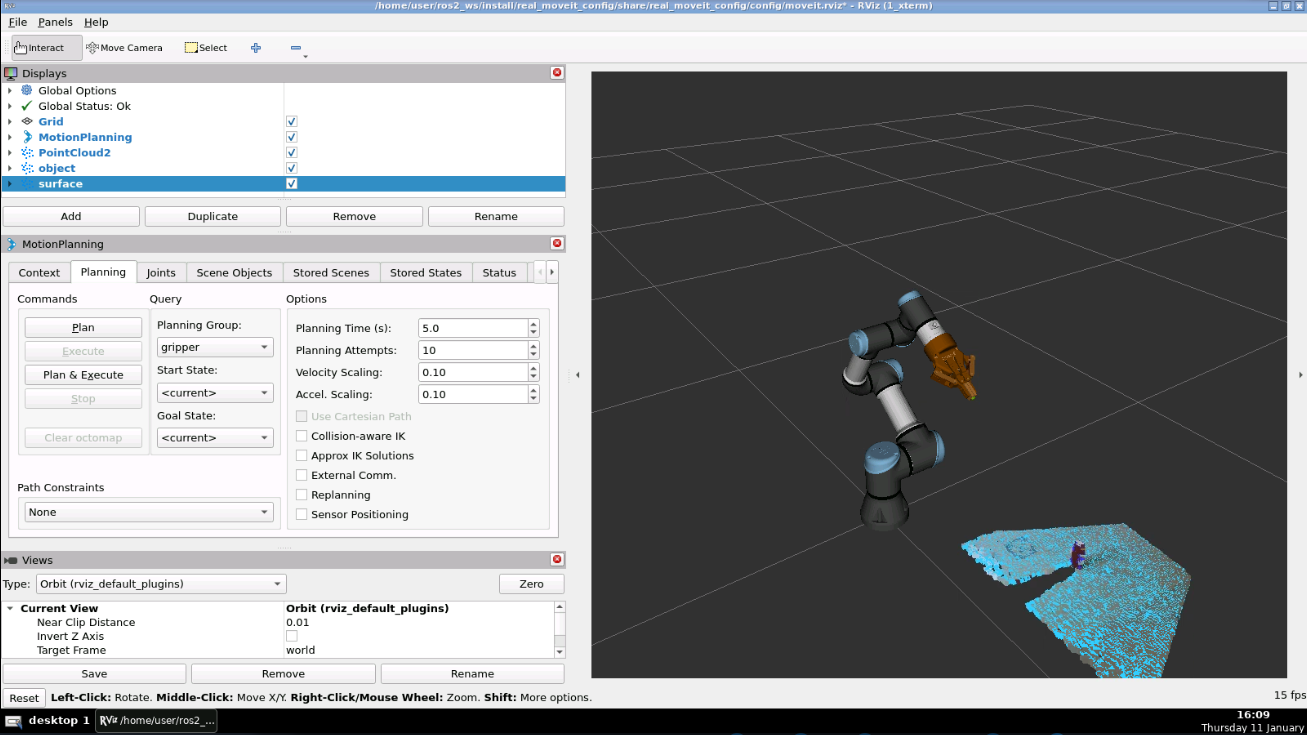 /home/user/ros2_ws/install/real_moveit_config/share/real_moveit_config/config/moveit.rviz* - RViz (1_xterm)
File Panels Help
Interact Move Camera Select
Displays
Global Options
Global Status: Ok
Grid
MotionPlanning
PointCloud2
object
surface
Add Duplicate Remove Rename
MotionPlanning
Context Planning Joints Scene Objects Stored Scenes Stored States Status
Commands Query Options
Plan
Execute
Plan & Execute
Stop
Clear octomap
Planning Group:
gripper
Start State:
<current>
Goal State:
<current>
Planning Time (s): 5.0
Planning Attempts: 10
Velocity Scaling: 0.10
Accel. Scaling: 0.10
Use Cartesian Path
Collision-aware IK
Approx IK Solutions
External Comm.
Replanning
Sensor Positioning
Path Constraints
None
Views
Type: Orbit (rviz_default_plugins) Zero
Current View Orbit (rviz_default_plugins)
Near Clip Distance 0.01
Invert Z Axis
Target Frame world
Save Remove Rename
Reset Left-Click: Rotate. Middle-Click: Move X/Y. Right-Click/Mouse Wheel: Zoom. Shift: More options. 15 fps
desktop 1 RViz /home/user/ros2_... 16:09
Thursday 11 January